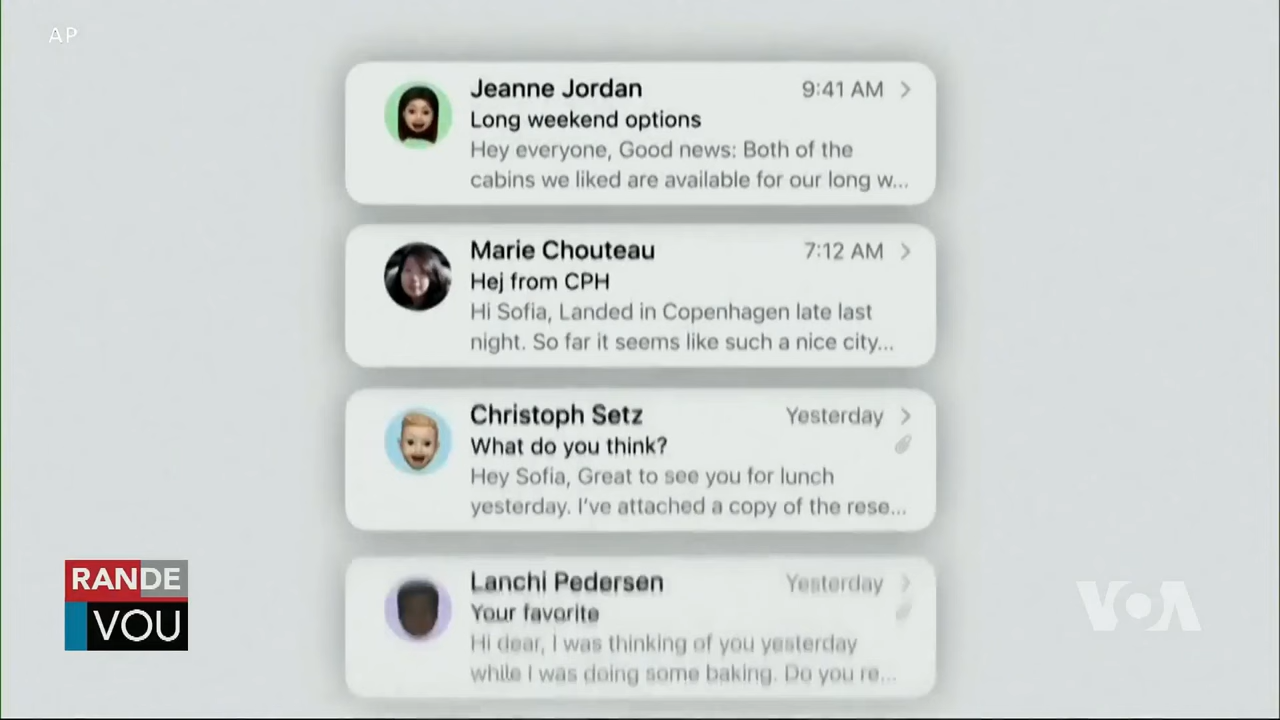 AP
Jeanne Jordan 9:41 AM
Long weekend options
Hey everyone, Good news: Both of the
cabins we liked are available for our long w...
Marie Chouteau 7:12 AM
Hej from CPH
Hi Sofia, Landed in Copenhagen late last
night. So far it seems like such a nice city...
Christoph Setz Yesterday
What do you think?
Hey Sofia, Great to see you for lunch
yesterday. I've attached a copy of the rese...
Lanchi Pedersen Yesterday
Your favorite
Hi dear, I was thinking of you yesterday
while I was doing some baking. Do you re...
RANDE
VOU
VOA